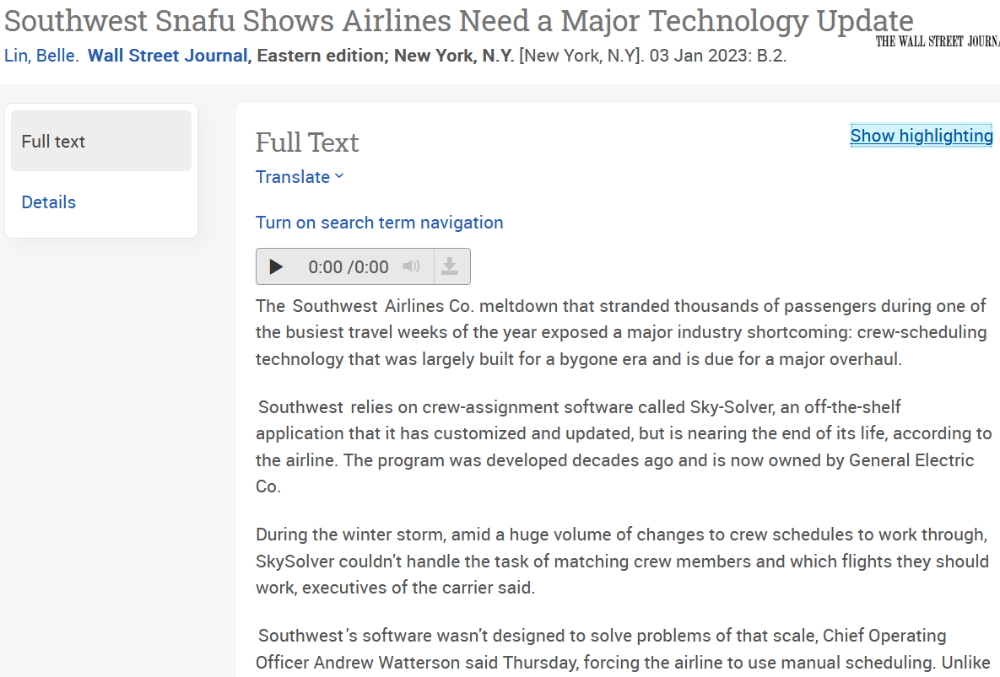 Southwest Snafu Shows Airlines Need a Major Technology Update
THE WALL STREET JOURNA
Lin, Belle. Wall Street Journal, Eastern edition; New York, N.Y. [New York, N.Y]. 03 Jan 2023: B.2.
Full text
Details
Full Text
Show highlighting
Translate
Turn on search term navigation
0:00 /0:00
The Southwest Airlines Co. meltdown that stranded thousands of passengers during one of
the busiest travel weeks of the year exposed a major industry shortcoming: crew-scheduling
technology that was largely built for a bygone era and is due for a major overhaul.
Southwest relies on crew-assignment software called Sky-Solver, an off-the-shelf
application that it has customized and updated, but is nearing the end of its life, according to
the airline. The program was developed decades ago and is now owned by General Electric
Co.
During the winter storm, amid a huge volume of changes to crew schedules to work through,
SkySolver couldn't handle the task of matching crew members and which flights they should
work, executives of the carrier said.
Southwest's software wasn't designed to solve problems of that scale, Chief Operating
Officer Andrew Watterson said Thursday, forcing the airline to use manual scheduling. Unlike